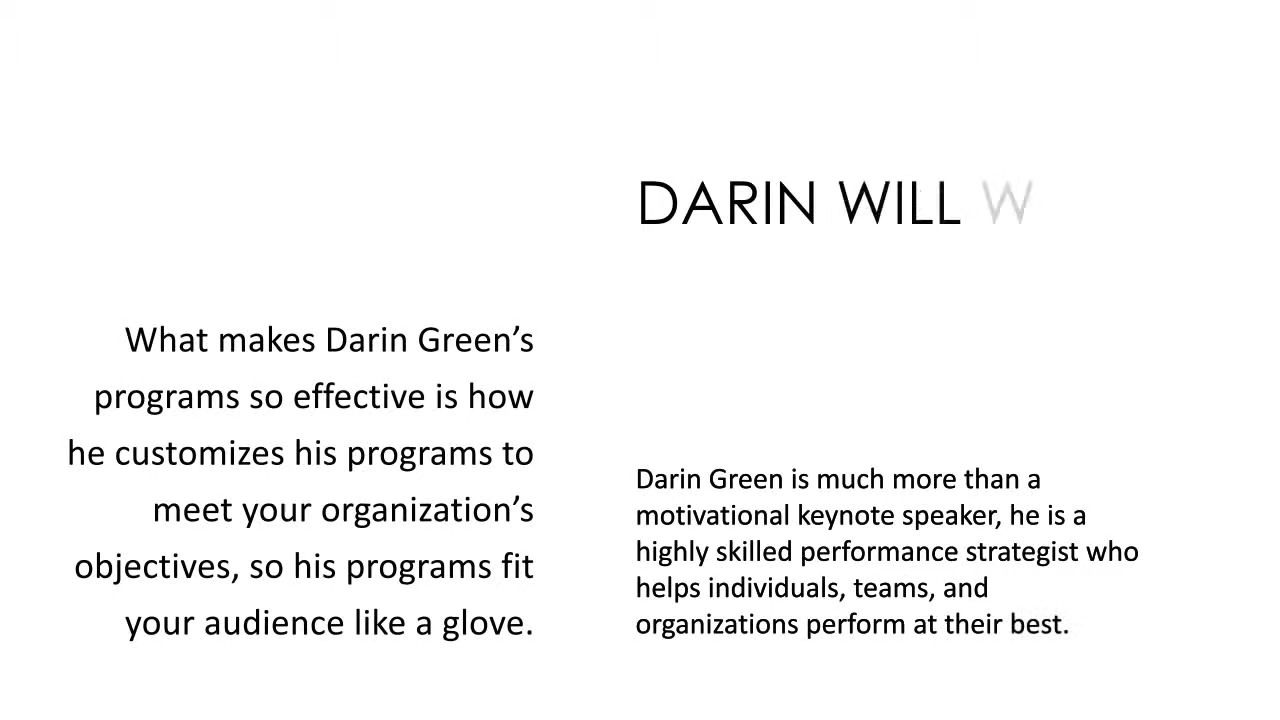 DARIN WILL W
What makes Darin Green’s
programs so effective is how
he customizes his programs to
meet your organization’s
objectives, so his programs fit
your audience like a glove.
Darin Green is much more than a
motivational keynote speaker, he is a
highly skilled performance strategist who
helps individuals, teams, and
organizations perform at their best.